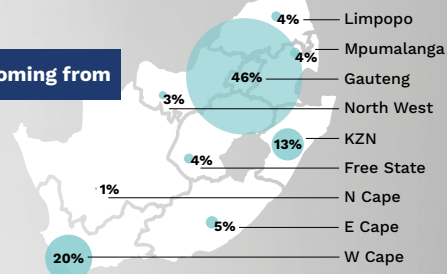 4% Limpopo
4% Mpumalanga
oming from
46% Gauteng
3% North West
13% KZN
4% Free State
1% N Cape
5% E Cape
20% W Cape